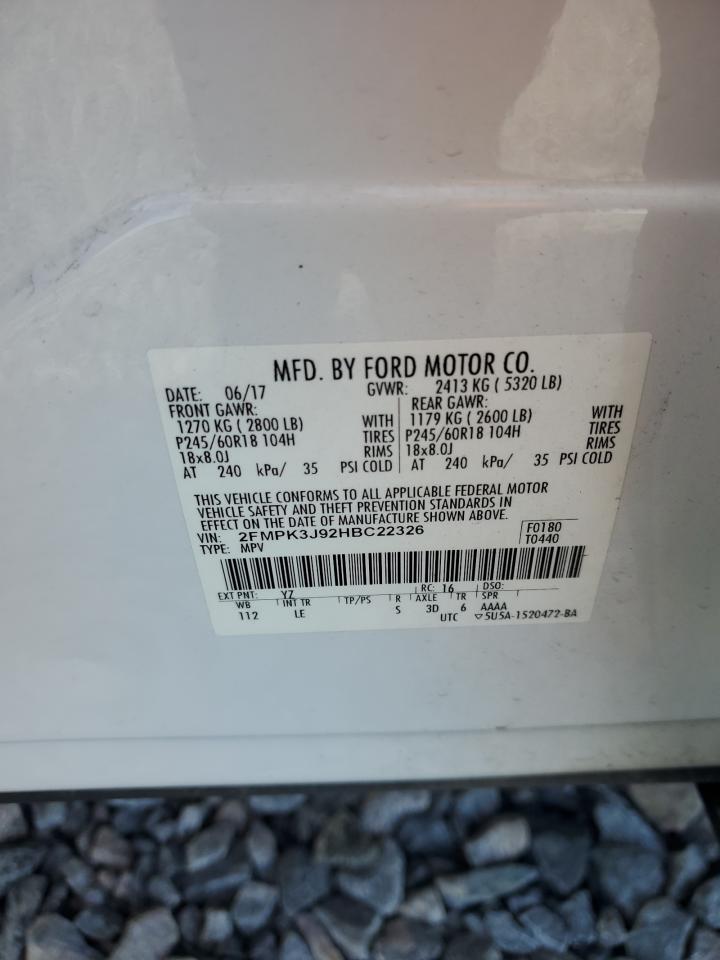 MFD. BY FORD MOTOR CO.
DATE: 06/17 GVWR: 2413 KG ( 5320 LB)
FRONT GAWR: REAR GAWR:
1270 KG ( 2800 LB) WITH 1179 KG ( 2600 LB) WITH
P245/60R18 104H TIRES P245/60R18 104H TIRES
18x8.0J RIMS 18x8.0J RIMS
AT 240 kPa/ 35 PSI COLD AT 240 kPa/ 35 PSI COLD
THIS VEHICLE CONFORMS TO ALL APPLICABLE FEDERAL MOTOR
VEHICLE SAFETY AND THEFT PREVENTION STANDARDS IN
EFFECT ON THE DATE OF MANUFACTURE SHOWN ABOVE.
VIN: 2FMPK3J92HBC22326 F0180
TYPE: MPV T0440
EXT PNT: YZ RC: 16 DSO:
WB INT TR TP/PS R AXLE TR SPR
112 LE S 3D 6 AAAA
UTC ▽5U5A-1520472-BA